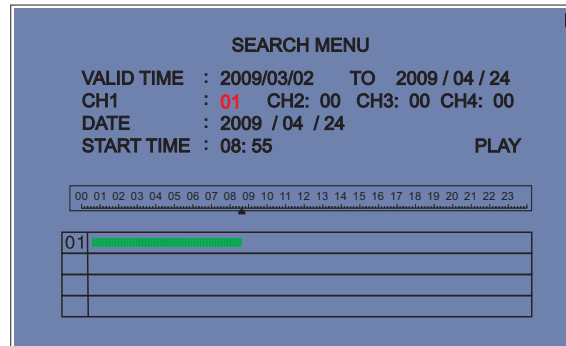 SEARCH MENU
VALID TIME : 2009/03/02 TO 2009 / 04 / 24
CH1 : 01 CH2: 00 CH3: 00 CH4: 00
DATE : 2009 / 04 / 24
START TIME : 08: 55 PLAY
00 01 02 03 04 05 06 07 08 09 10 11 12 13 14 15 16 17 18 19 20 21 22 23
01